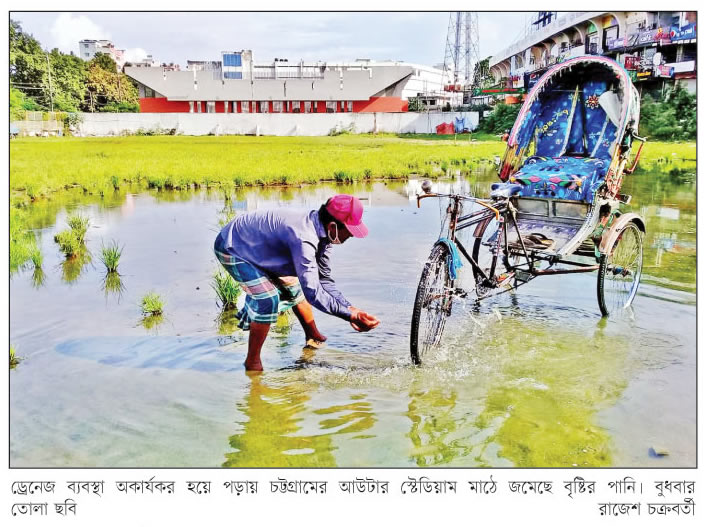 ড্রেনেজ ব্যবস্থা অকার্যকর হয়ে পড়ায় চট্টগ্রামের আউটার স্টেডিয়াম মাঠে জমেছে বৃষ্টির পানি। বুধবার
তোলা ছবি রাজেশ চক্রবর্তী